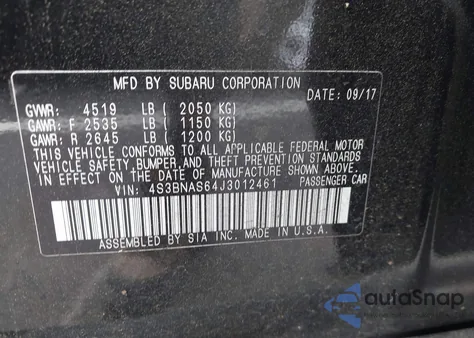 MFD BY SUBARU CORPORATION
DATE: 09/17
GVWR: 4519 LB ( 2050 KG)
GAWR: F 2535 LB ( 1150 KG)
GAWR: R 2645 LB ( 1200 KG)
THIS VEHICLE CONFORMS TO ALL APPLICABLE FEDERAL MOTOR
VEHICLE SAFETY, BUMPER, AND THEFT PREVENTION STANDARDS
IN EFFECT ON THE DATE OF MANUFACTURE SHOWN ABOVE.
VIN: 4S3BNAS64J3012461 PASSENGER CAR
ASSEMBLED BY SIA INC. MADE IN U.S.A.
autoSnap